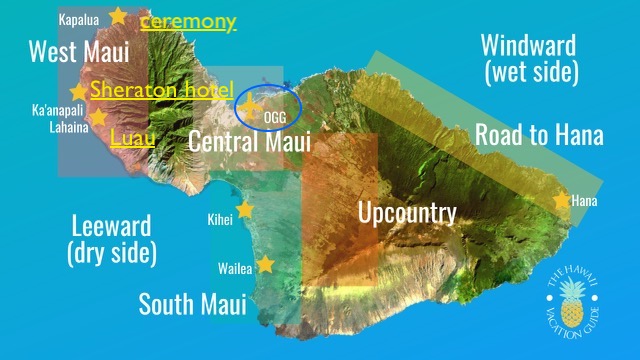 Kapalua
ceremony
West Maui
Windward
(wet side)
Sheraton hotel
Ka'anapali
Lahaina
Luau
OGG
Central Maui
Road to Hana
Hana
Leeward
(dry side)
Kihei
Upcountry
Wailea
South Maui
THE HAWAII
VACATION GUIDE